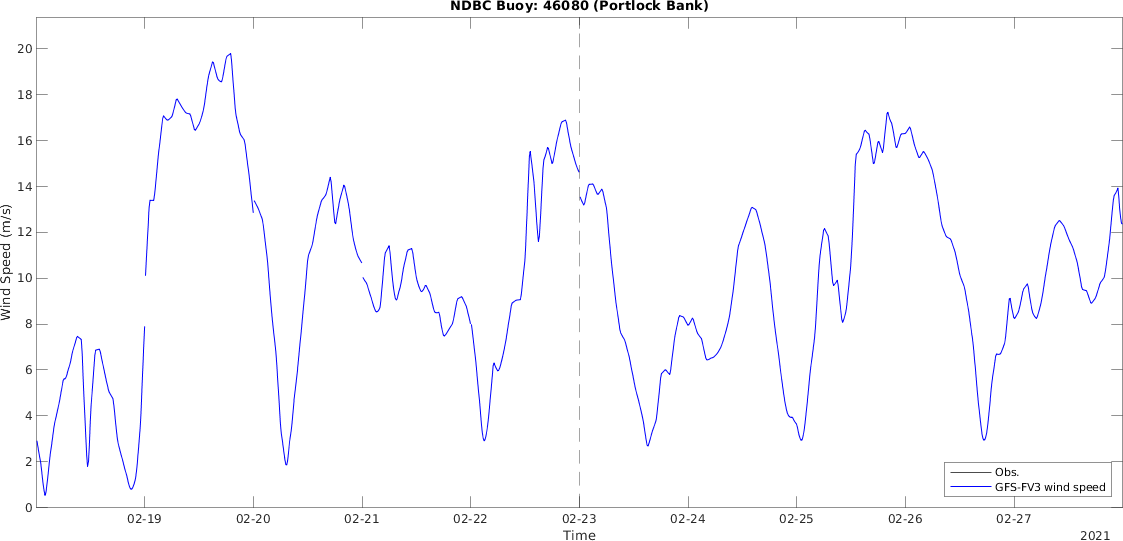 NDBC Buoy: 46080 (Portlock Bank)
20
18
16
14
12
10
8
6
4
2
0
Wind Speed (m/s)
02-19 02-20 02-21 02-22 02-23 02-24 02-25 02-26 02-27
Time
2021
Obs.
GFS-FV3 wind speed